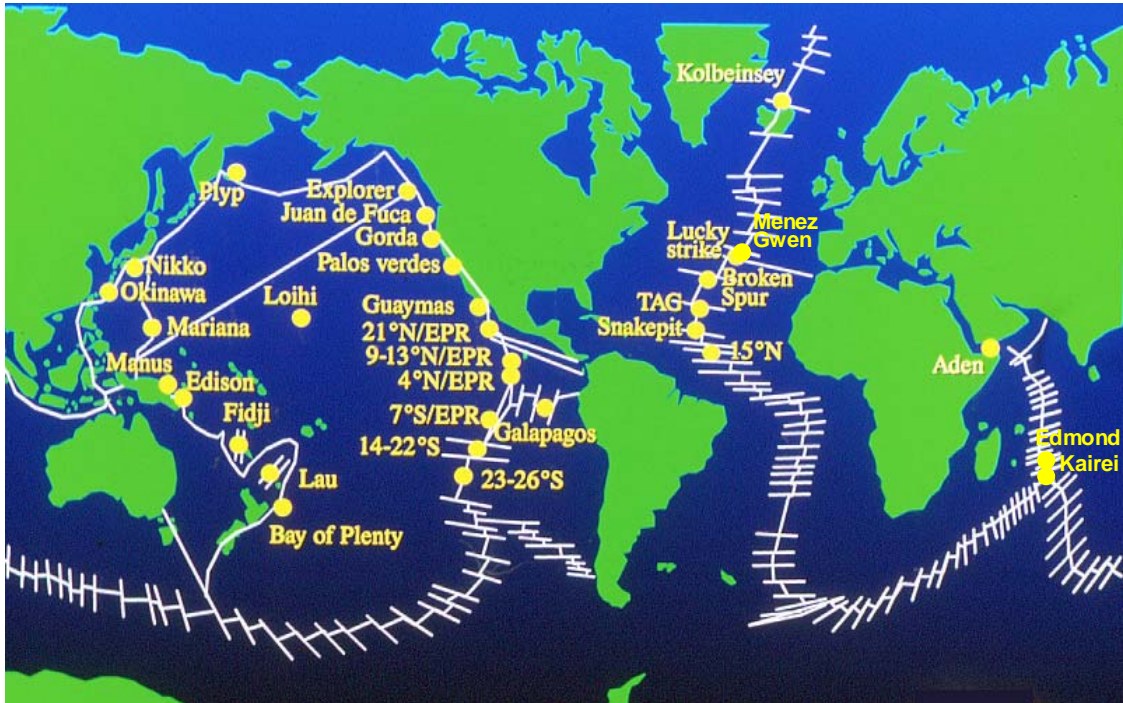 Kolbeinsey
Plyp
Explorer
Juan de Fuca
Gorda
Palos verdes
Nikko
Okinawa
Loihi
Mariana
Guaymas
21°N/EPR
9-13°N/EPR
4°N/EPR
Manus
Edison
Fidji
7°S/EPR
Galapagos
14-22°S
23-26°S
Lau
Bay of Plenty
Menez
Gwen
Lucky
strike
Broken
Spur
TAG
Snakepit
15°N
Aden
Edmond
Kairei